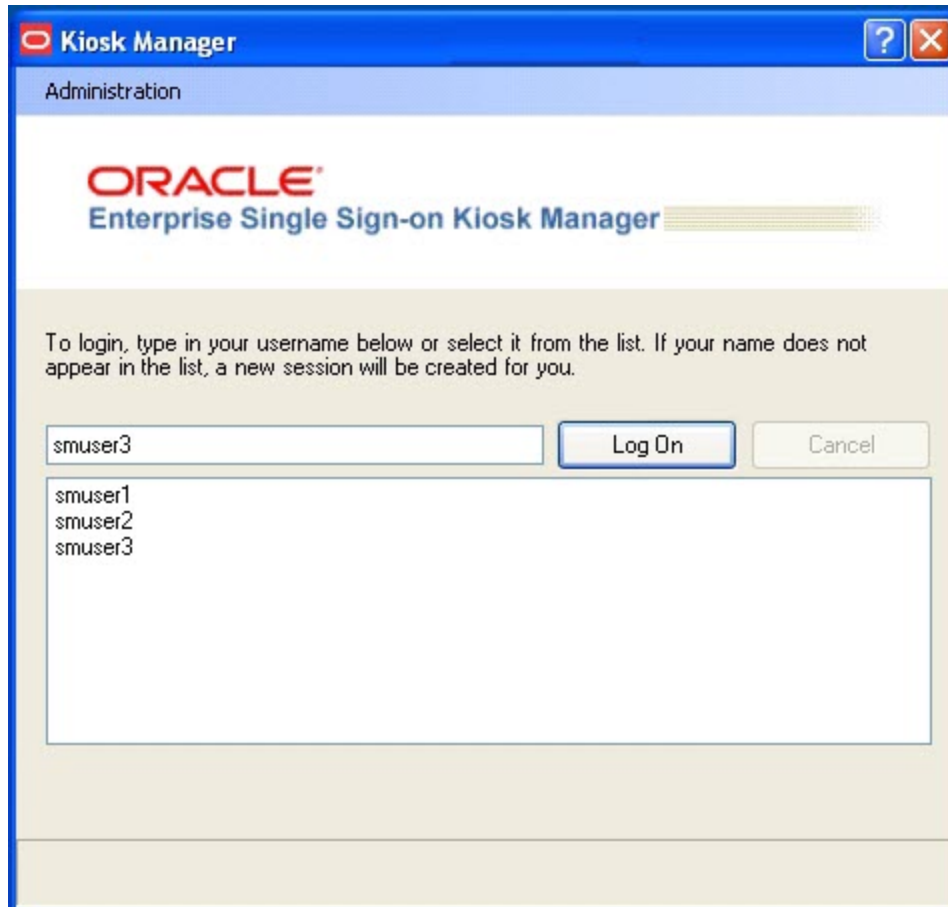 Kiosk Manager
Administration
ORACLE
Enterprise Single Sign-on Kiosk Manager
To login, type in your username below or select it from the list. If your name does not
appear in the list, a new session will be created for you.
smuser3 Log On Cancel
smuser1
smuser2
smuser3